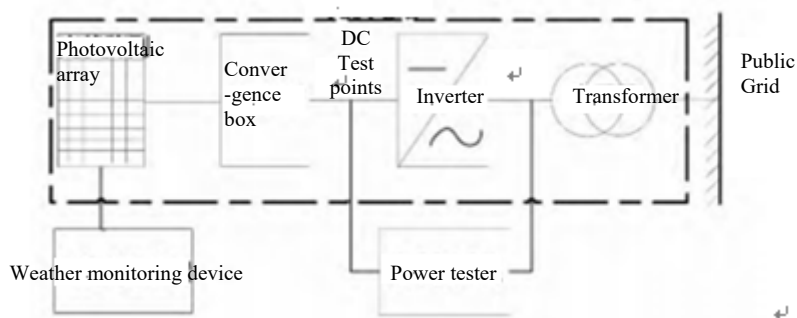 Photovoltaic
array
Conver
-gence
box
DC
Test
points
Inverter
Transformer
Public
Grid
Weather monitoring device
Power tester